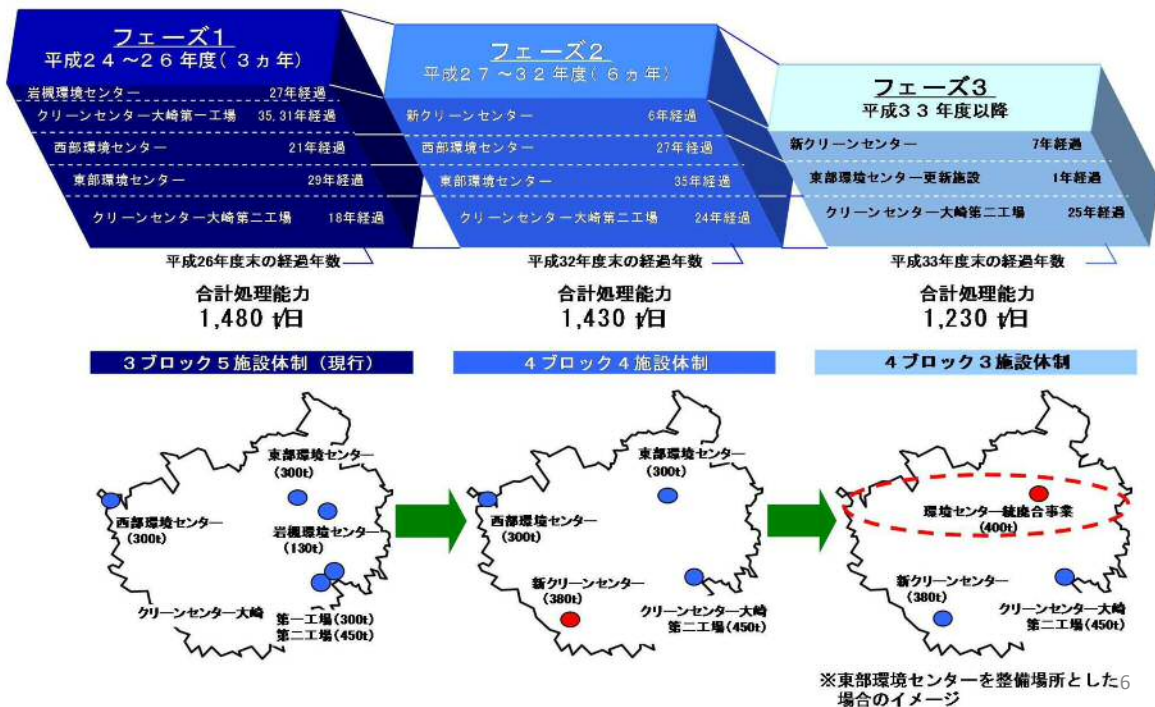 フェーズ1
平成24～26年度(3ヵ年)
岩槻環境センター 27年経過
クリーンセンター大崎第一工場 35,31年経過
西部環境センター 21年経過
東部環境センター 29年経過
クリーンセンター大崎第二工場 18年経過
平成26年度末の経過年数
合計処理能力
1,480 t/日
フェーズ2
平成27～32年度(6ヵ年)
新クリーンセンター 6年経過
西部環境センター 27年経過
東部環境センター 35年経過
クリーンセンター大崎第二工場 24年経過
平成32年度末の経過年数
合計処理能力
1,430 t/日
フェーズ3
平成33年度以降
新クリーンセンター 7年経過
東部環境センター更新施設 1年経過
クリーンセンター大崎第二工場 25年経過
平成33年度末の経過年数
合計処理能力
1,230 t/日
3ブロック5施設体制（現行）
東部環境センター
(300t)
西部環境センター
(300t)
岩槻環境センター
(130t)
クリーンセンター大崎
第一工場(300t)
第二工場(450t)
4ブロック4施設体制
東部環境センター
(300t)
西部環境センター
(300t)
新クリーンセンター
(380t)
クリーンセンター大崎
第二工場(450t)
4ブロック3施設体制
環境センター統廃合事業
(400t)
新クリーンセンター
(380t)
クリーンセンター大崎
第二工場(450t)
※東部環境センターを整備場所とした
場合のイメージ
6